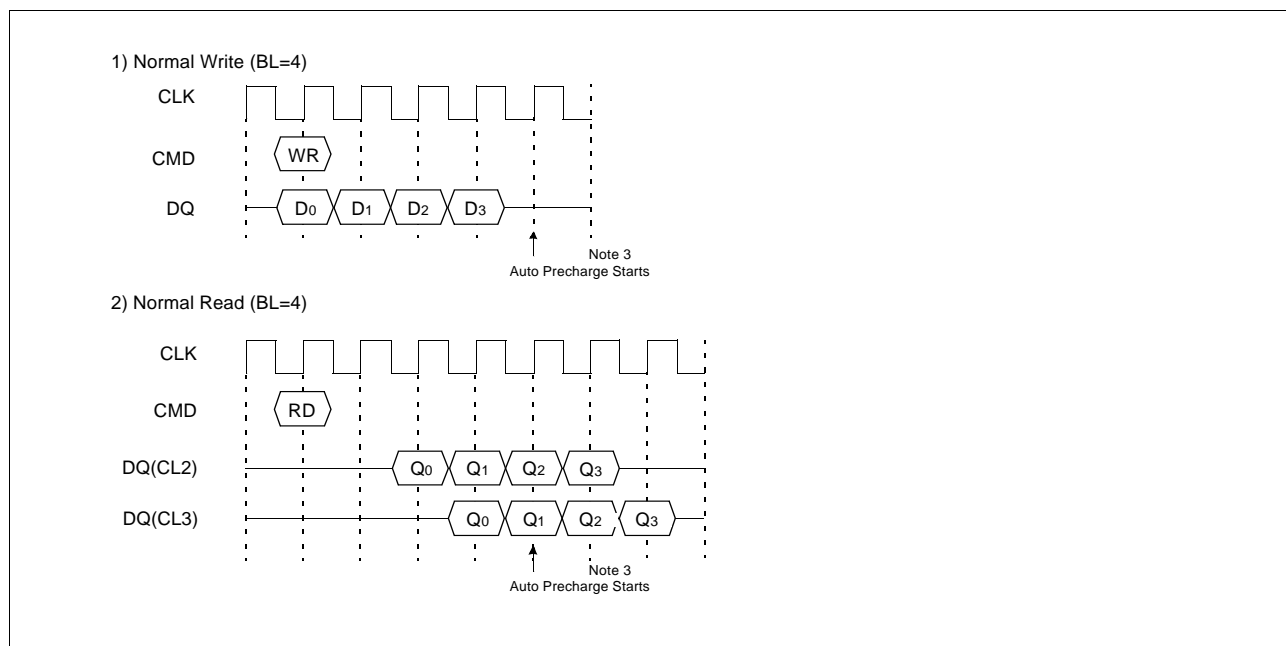 1) Normal Write (BL=4)
CLK
CMD
WR
DQ
D0 D1 D2 D3
Note 3
Auto Precharge Starts
2) Normal Read (BL=4)
CLK
CMD
RD
DQ(CL2)
Q0 Q1 Q2 Q3
DQ(CL3)
Q0 Q1 Q2 Q3
Note 3
Auto Precharge Starts